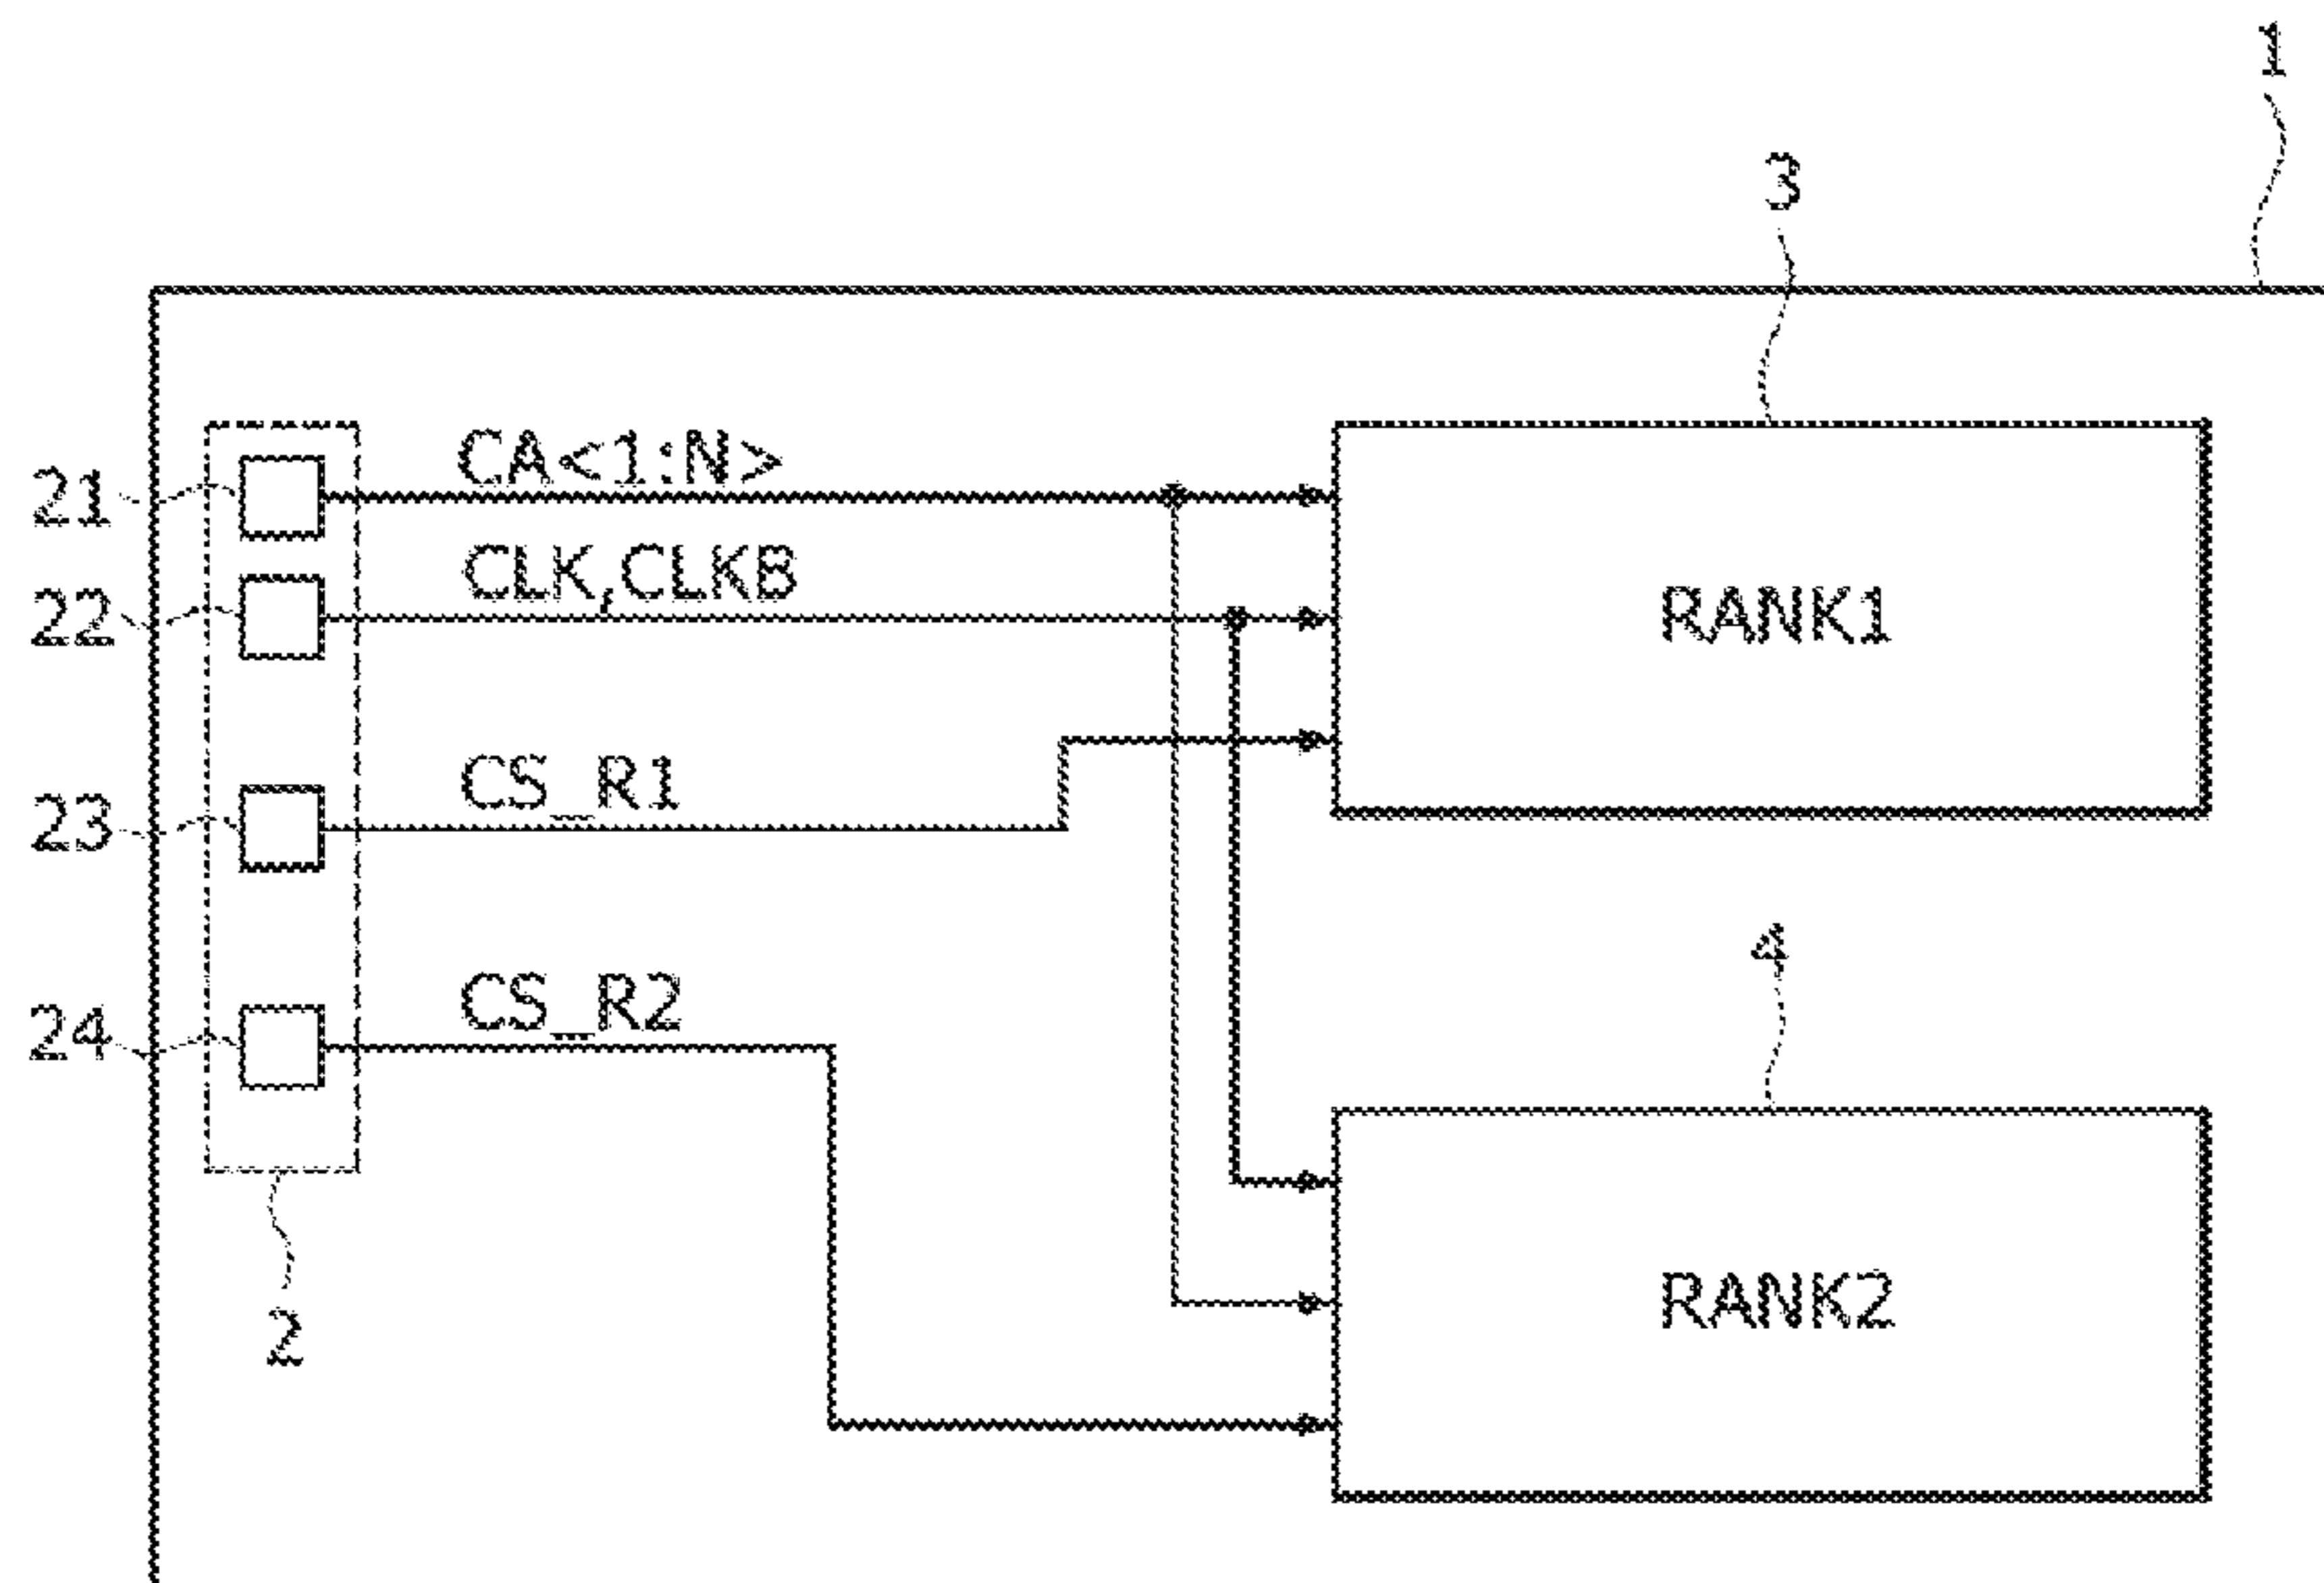 1
3
CA<1:N>
21
CLK,CLKB
22
RANK1
CS_R1
23
4
CS_R2
24
RANK2
2